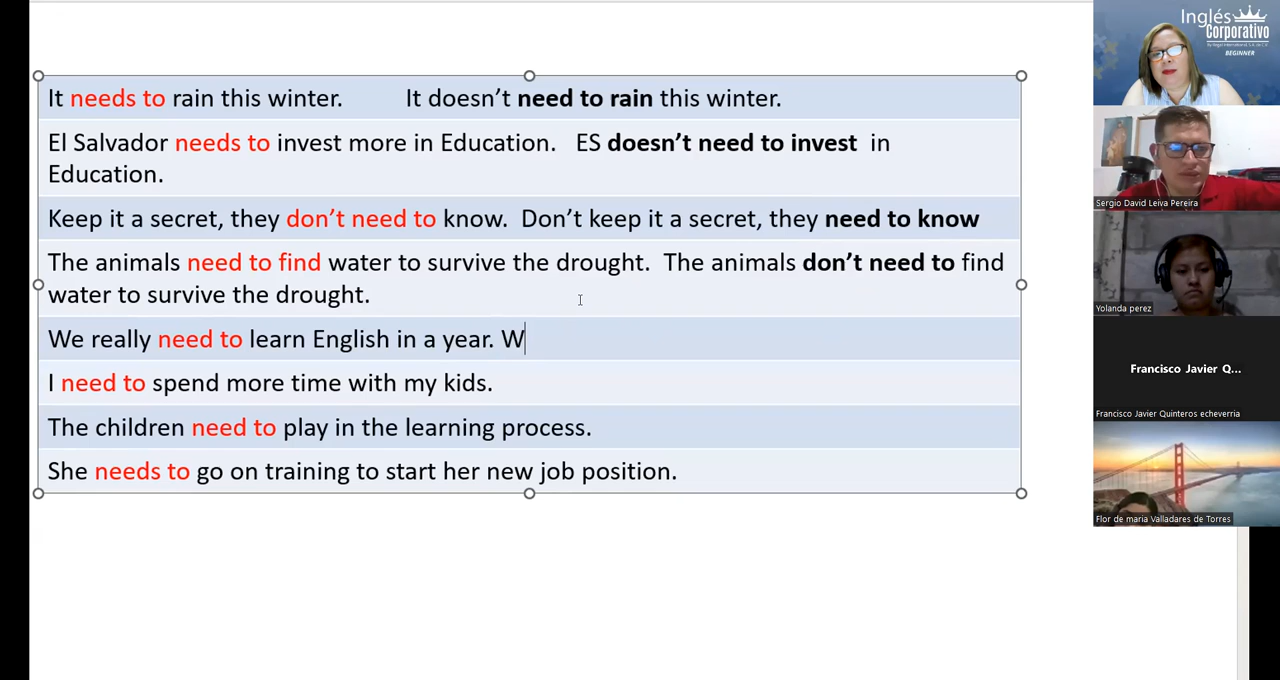 It needs to rain this winter. It doesn't need to rain this winter.
El Salvador needs to invest more in Education. ES doesn't need to invest in
Education.
Keep it a secret, they don't need to know. Don't keep it a secret, they need to know
The animals need to find water to survive the drought. The animals don't need to find
water to survive the drought.
We really need to learn English in a year. W
I need to spend more time with my kids.
The children need to play in the learning process.
She needs to go on training to start her new job position.
Inglés
Corporativo
BEGINNER
Sergio David Leiva Pereira
Yolanda perez
Francisco Javier Q...
Francisco Javier Quinteros echeverria
Flor de maria Valladares de Torres